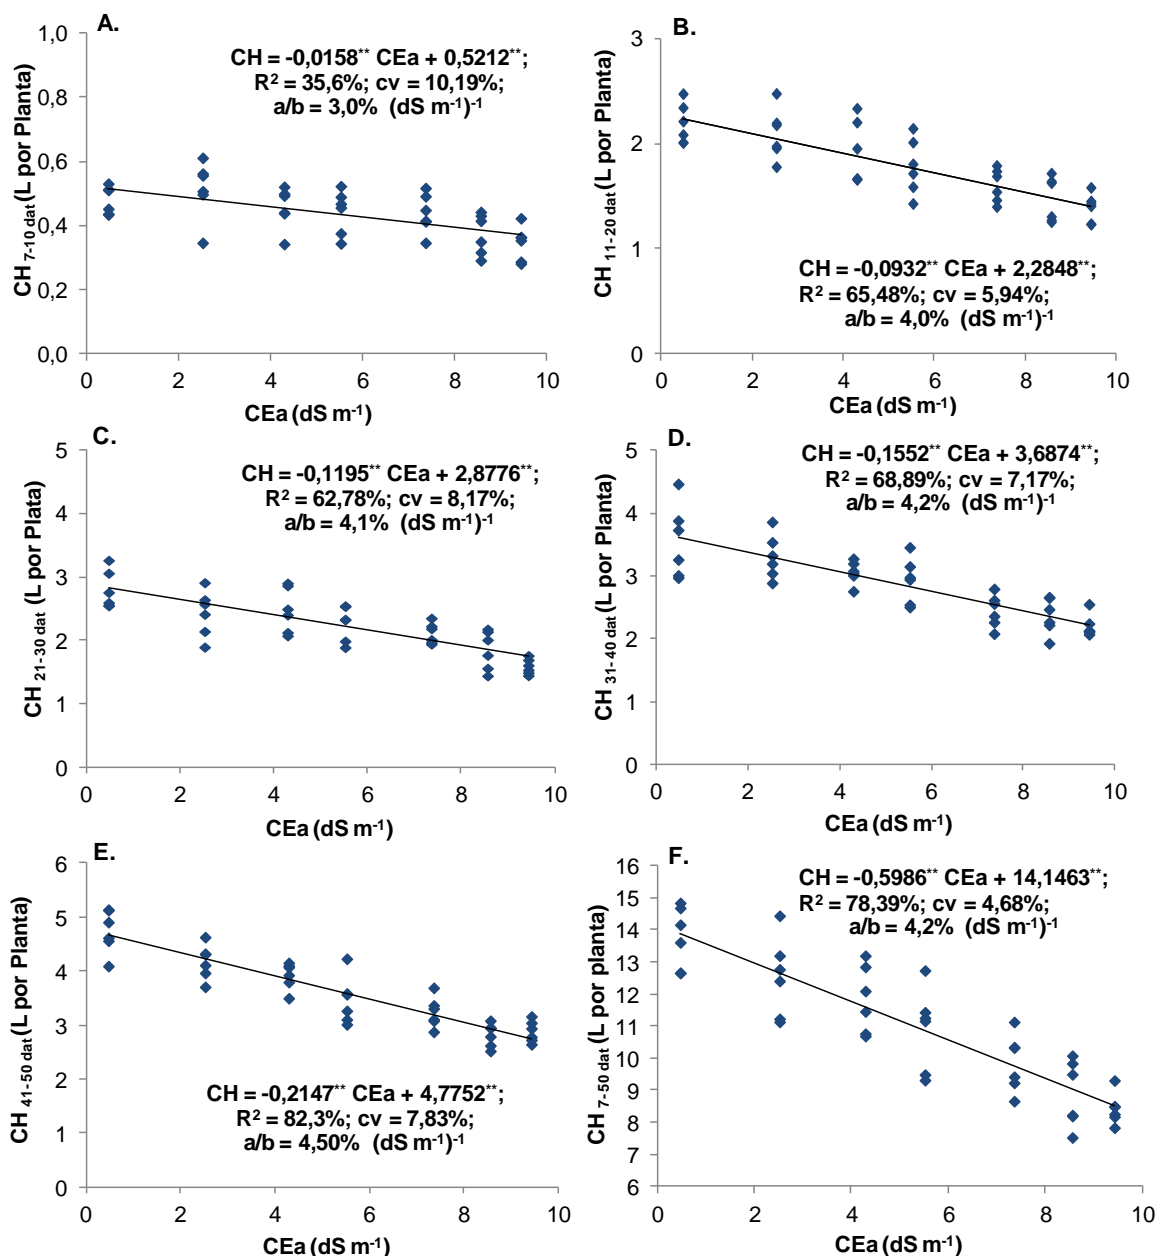 A.
CH = -0,0158** CEa + 0,5212**;
R² = 35,6%; cv = 10,19%;
a/b = 3,0% (dS m⁻¹)⁻¹
CH 7-10 dat (L por Planta)
1,0
0,8
0,6
0,4
0,2
0,0
0 2 4 6 8 10
CEa (dS m⁻¹)
B.
CH = -0,0932** CEa + 2,2848**;
R² = 65,48%; cv = 5,94%;
a/b = 4,0% (dS m⁻¹)⁻¹
CH 11-20 dat (L por Planta)
3
2
1
0
0 2 4 6 8 10
CEa (dS m⁻¹)
C.
CH = -0,1195** CEa + 2,8776**;
R² = 62,78%; cv = 8,17%;
a/b = 4,1% (dS m⁻¹)⁻¹
CH 21-30 dat (L por Plata)
5
4
3
2
1
0
0 2 4 6 8 10
CEa (dS m⁻¹)
D.
CH = -0,1552** CEa + 3,6874**;
R² = 68,89%; cv = 7,17%;
a/b = 4,2% (dS m⁻¹)⁻¹
CH 31-40 dat (L por Planta)
5
4
3
2
1
0
0 2 4 6 8 10
CEa (dS m⁻¹)
E.
CH = -0,2147** CEa + 4,7752**;
R² = 82,3%; cv = 7,83%;
a/b = 4,50% (dS m⁻¹)⁻¹
CH 41-50 dat (L por Planta)
6
5
4
3
2
1
0
0 2 4 6 8 10
CEa (dS m⁻¹)
F.
CH = -0,5986** CEa + 14,1463**;
R² = 78,39%; cv = 4,68%;
a/b = 4,2% (dS m⁻¹)⁻¹
CH 7-50 dat (L por planta)
16
15
14
13
12
11
10
9
8
7
6
0 2 4 6 8 10
CEa (dS m⁻¹)